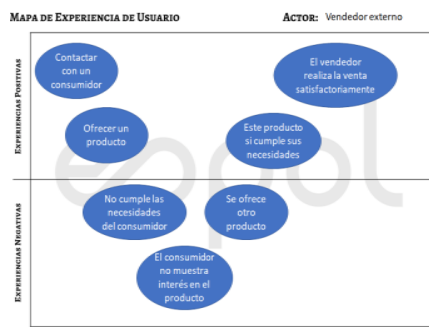 MAPA DE EXPERIENCIA DE USUARIO
ACTOR: Vendedor externo
EXPERIENCIAS POSITIVAS
Contactar
con un
consumidor
El vendedor
realiza la venta
satisfactoriamente
Ofrecer un
producto
Este producto
si cumple sus
necesidades
espol
EXPERIENCIAS NEGATIVAS
No cumple las
necesidades
del consumidor
Se ofrece
otro
producto
El consumidor
no muestra
interés en el
producto